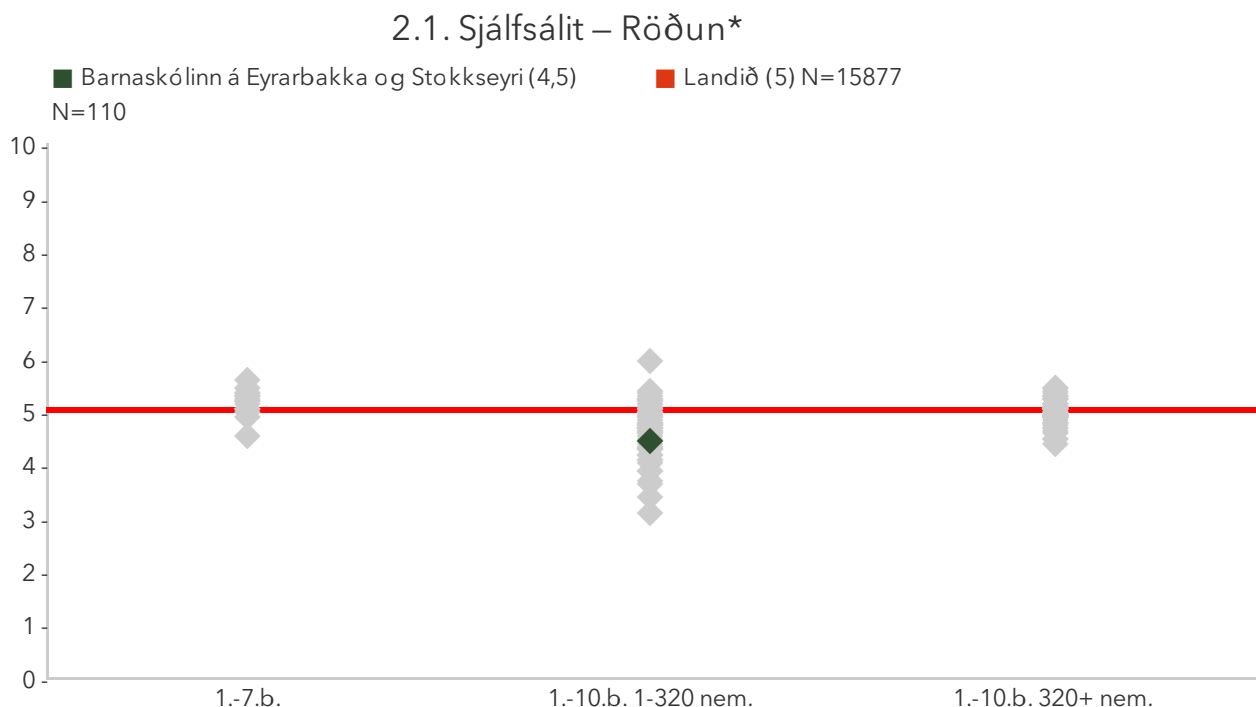 2.1. Sjálfsálit – Röðun*
Barnaskólinn á Eyrarbakka og Stokkseyri (4,5)
N=110
Landið (5) N=15877
10
9
8
7
6
5
4
3
2
1
0
1.-7.b.
1.-10.b. 1-320 nem.
1.-10.b. 320+ nem.